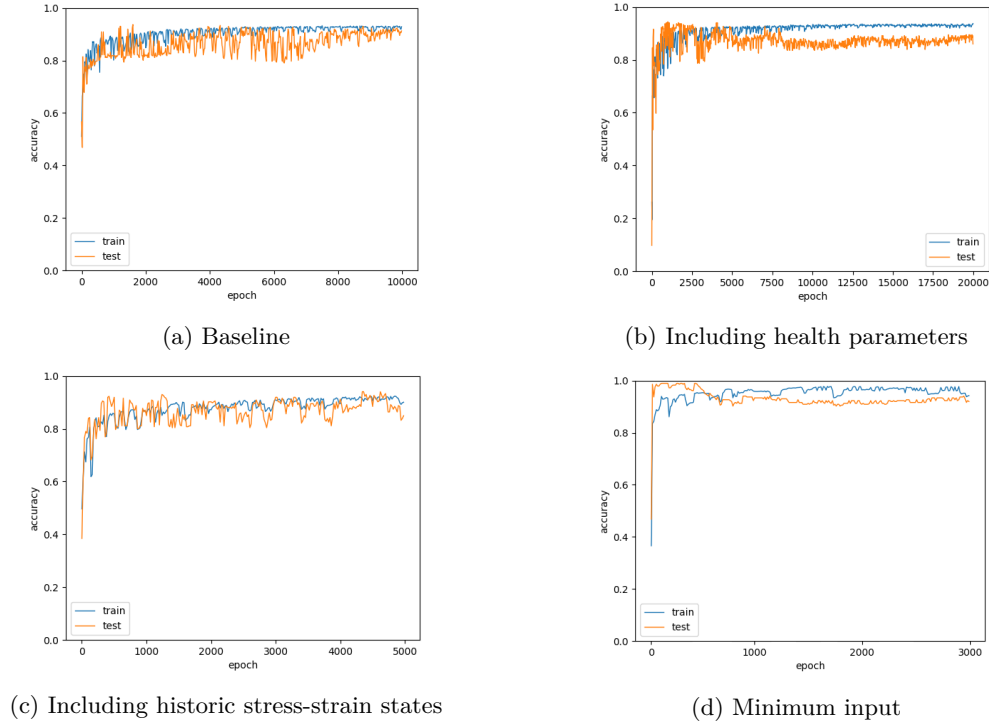 1.0
0.8
0.6
0.4
0.2
0.0
accuracy
train
test
0 2000 4000 6000 8000 10000
epoch
(a) Baseline
1.0
0.8
0.6
0.4
0.2
0.0
accuracy
train
test
0 2500 5000 7500 10000 12500 15000 17500 20000
epoch
(b) Including health parameters
1.0
0.8
0.6
0.4
0.2
0.0
accuracy
train
test
0 1000 2000 3000 4000 5000
epoch
(c) Including historic stress-strain states
1.0
0.8
0.6
0.4
0.2
0.0
accuracy
train
test
0 1000 2000 3000
epoch
(d) Minimum input